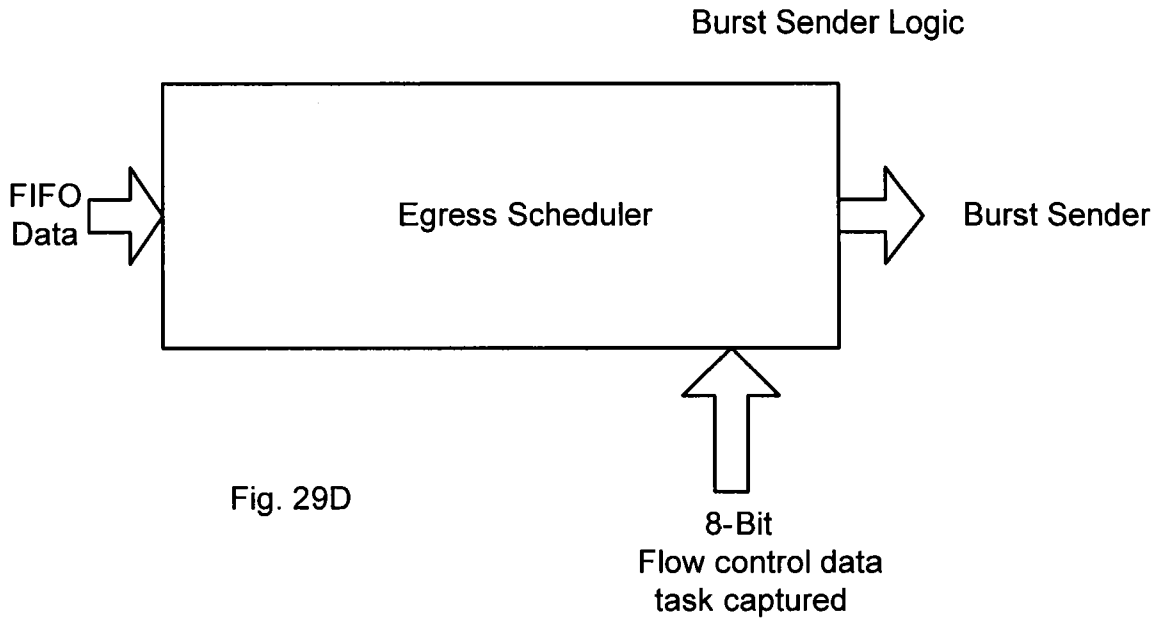 Burst Sender Logic
FIFO
Data
Egress Scheduler
Burst Sender
Fig. 29D
8-Bit
Flow control data
task captured